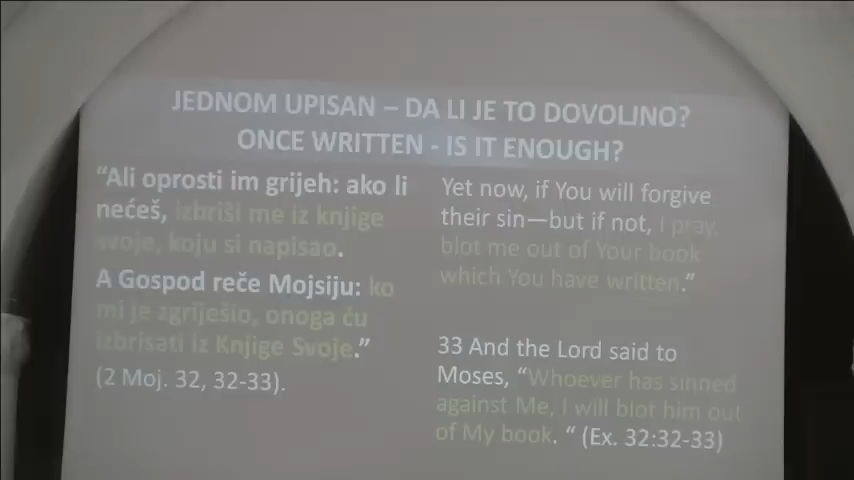 JEDNOM UPISAN – DA LI JE TO DOVOLJNO?
ONCE WRITTEN - IS IT ENOUGH?
“Ali oprosti im grijeh: ako li
nećeš, izbriši me iz knjige
svoje, koju si napisao.
A Gospod reče Mojsiju: ko
mi je zgriješio, onoga ću
izbrisati iz Knjige Svoje.”
(2 Moj. 32, 32-33).
Yet now, if You will forgive
their sin—but if not, I pray,
blot me out of Your book
which You have written.”
33 And the Lord said to
Moses, “Whoever has sinned
against Me, I will blot him out
of My book. “ (Ex. 32:32-33)